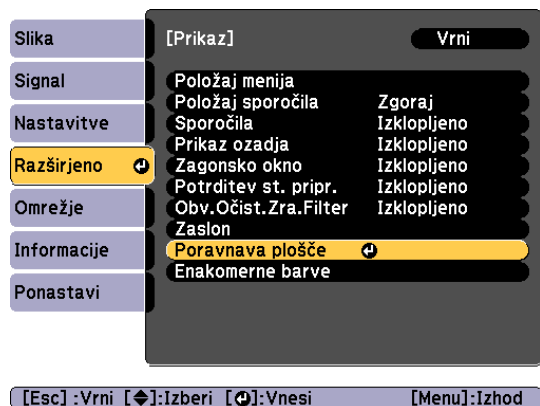 Slika
Signal
Nastavitve
Razširjeno
Omrežje
Informacije
Ponastavi
[Prikaz] Vrni
Položaj menija
Položaj sporočila Zgoraj
Sporočila Izklopljeno
Prikaz ozadja Izklopljeno
Zagonsko okno Izklopljeno
Potrditev st. pripr. Izklopljeno
Obv.Očist.Zra.Filter Izklopljeno
Zaslon
Poravnava plošče
Enakomerne barve
[Esc] :Vrni [◆]:Izberi [⏎]:Vnesi [Menu]:Izhod